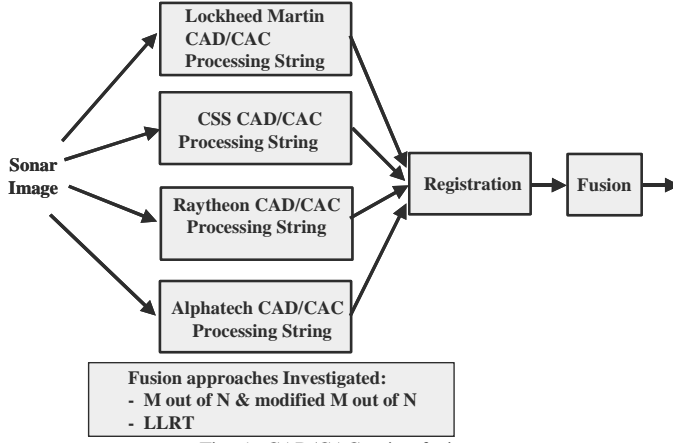 Lockheed Martin
CAD/CAC
Processing String
CSS CAD/CAC
Processing String
Sonar
Image
Raytheon CAD/CAC
Processing String
Alphatech CAD/CAC
Processing String
Registration
Fusion
Fusion approaches Investigated:
- M out of N & modified M out of N
- LLRT